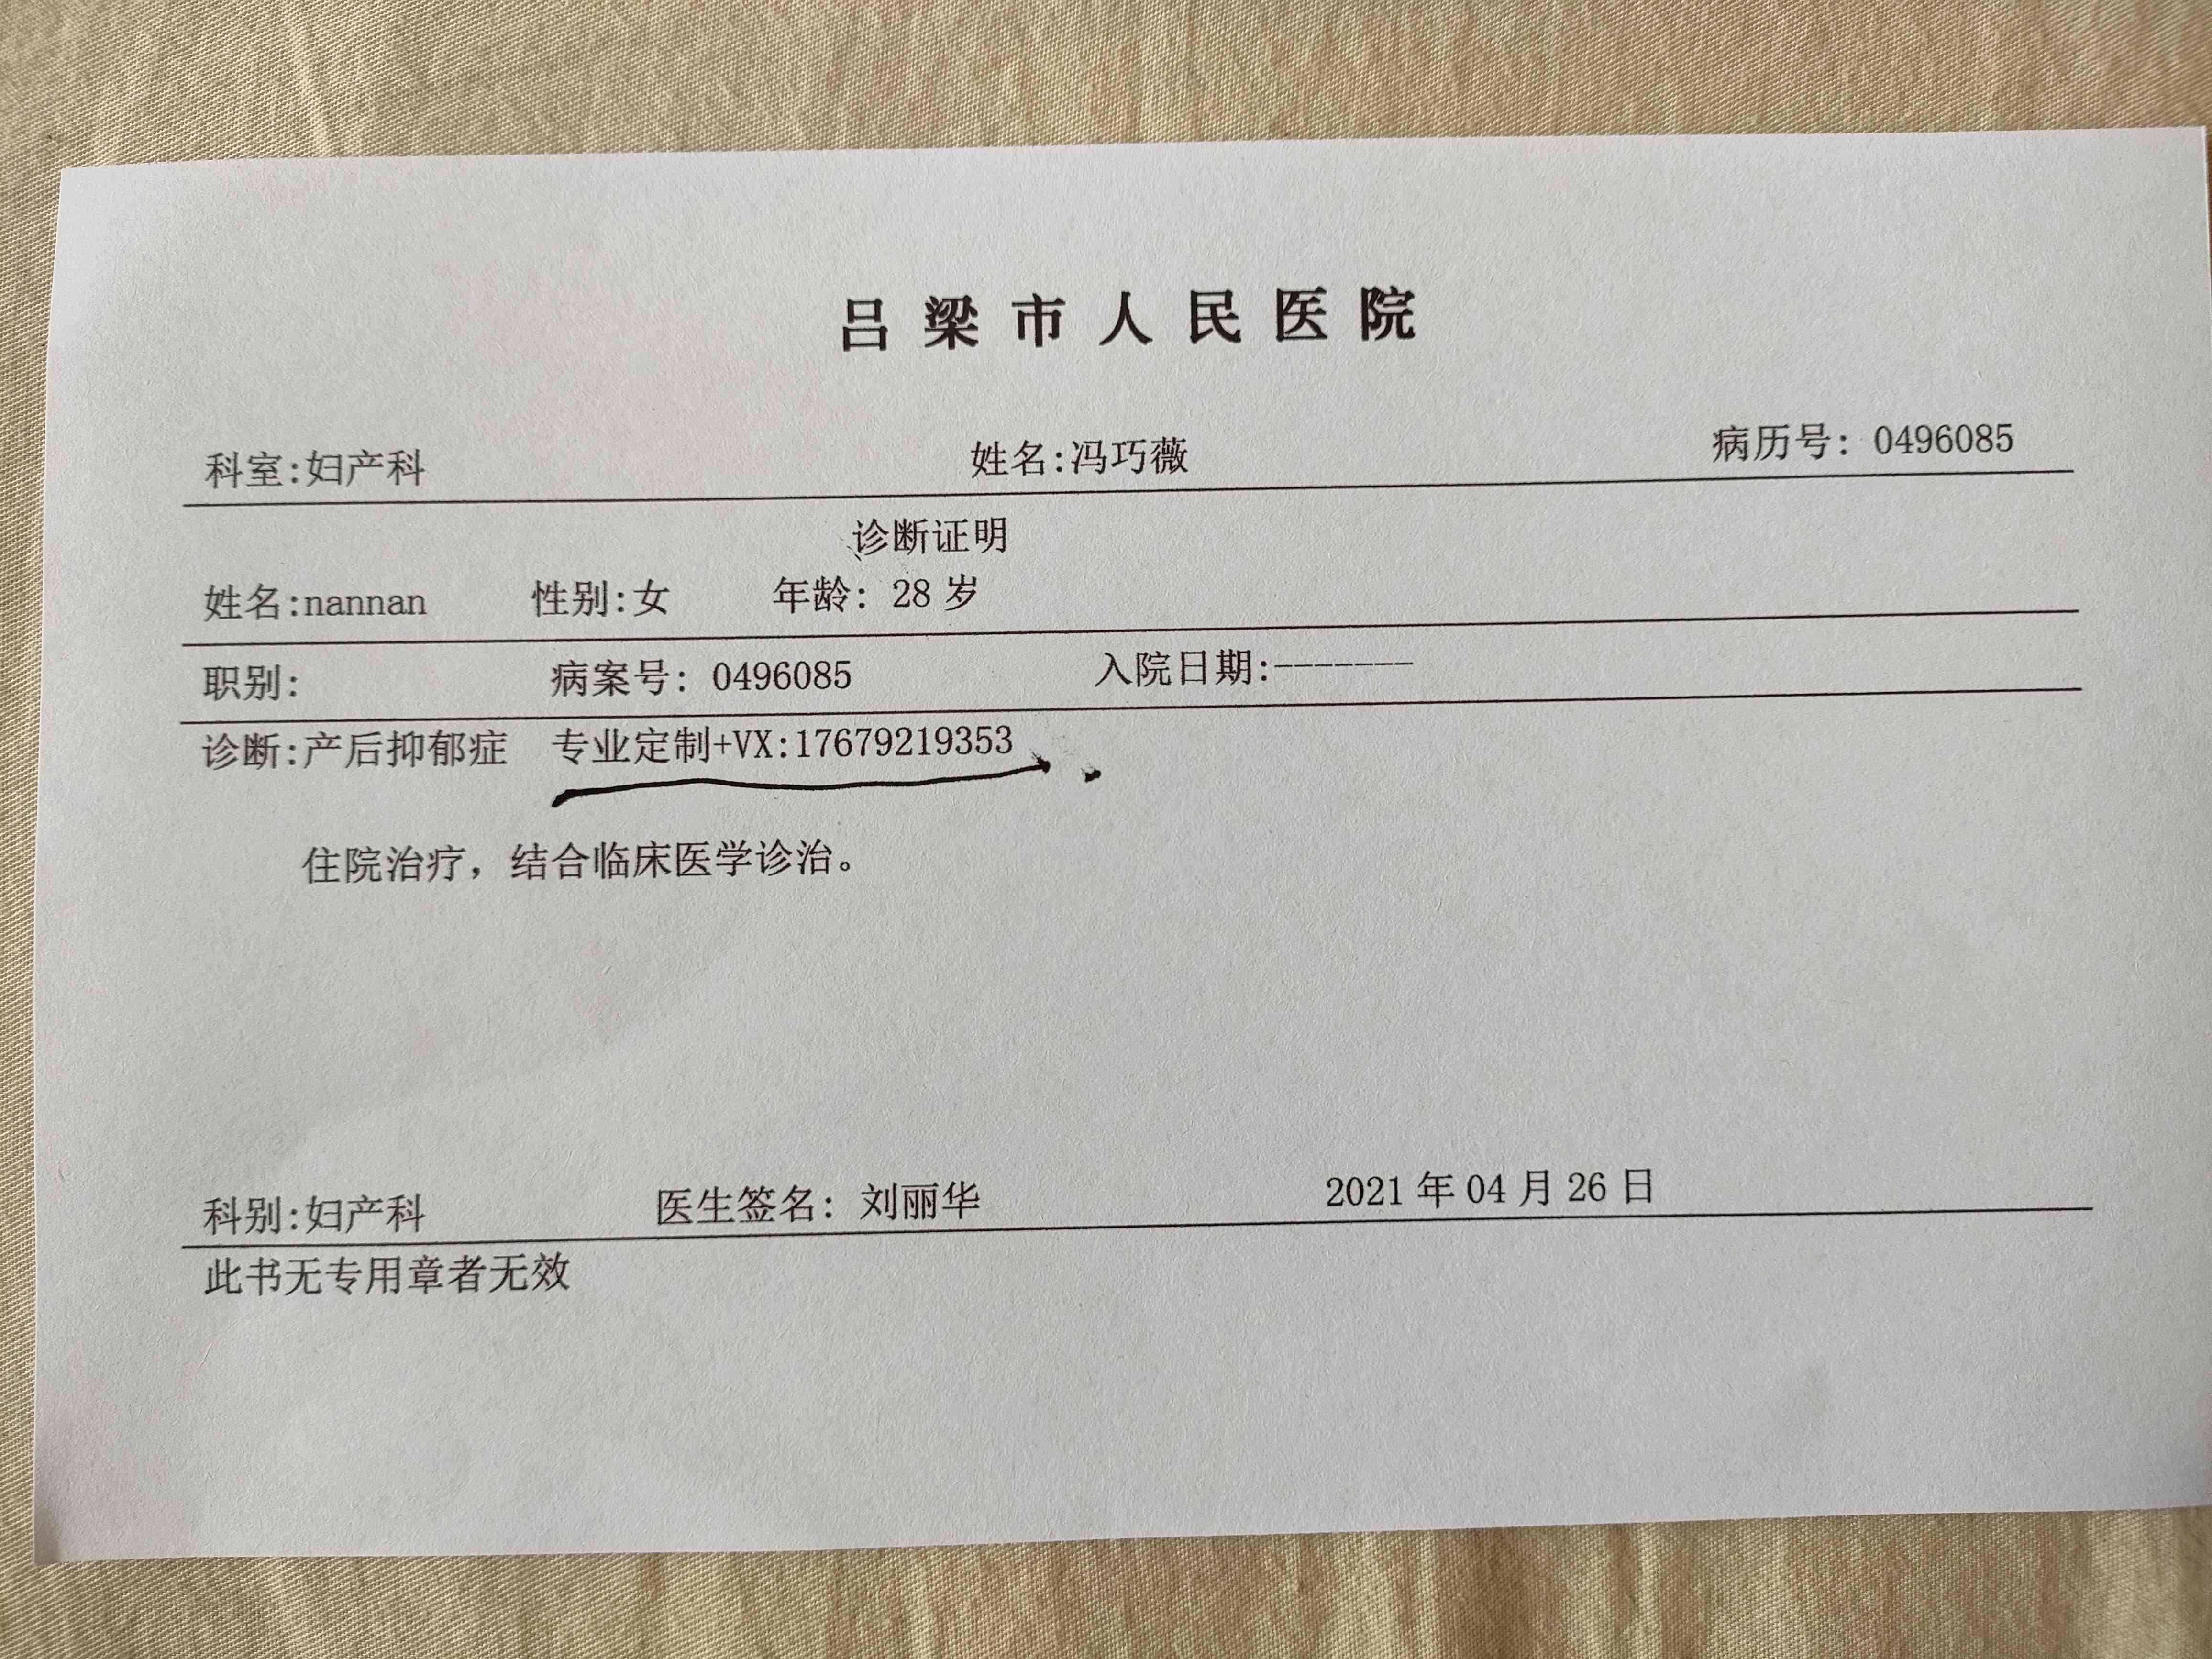 吕梁市人民医院
科室:妇产科 姓名:冯巧薇 病历号: 0496085
诊断证明
姓名:nannan 性别:女 年龄: 28 岁
职别: 病案号: 0496085 入院日期:-------
诊断:产后抑郁症 专业定制+VX:17679219353
住院治疗，结合临床医学诊治。
科别:妇产科 医生签名: 刘丽华 2021 年 04 月 26 日
此书无专用章者无效